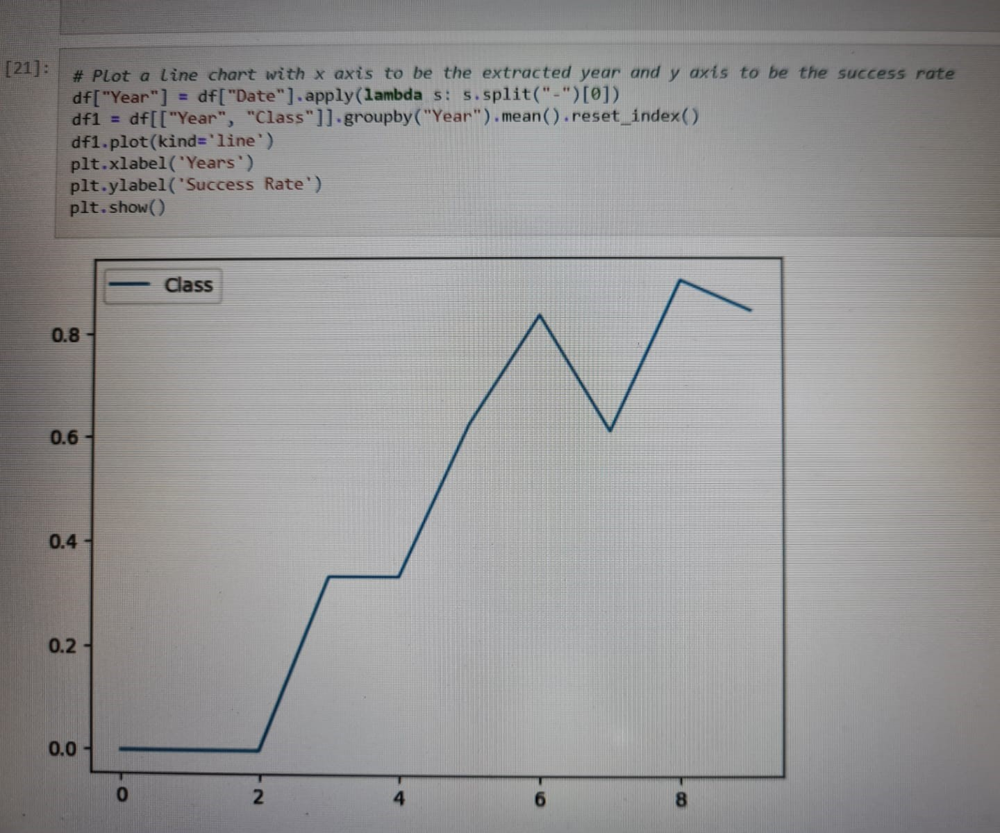 [21]:
# Plot a line chart with x axis to be the extracted year and y axis to be the success rate
df["Year"] = df["Date"].apply(lambda s: s.split("-")[0])
df1 = df[["Year", "Class"]].groupby("Year").mean().reset_index()
df1.plot(kind='line')
plt.xlabel('Years')
plt.ylabel('Success Rate')
plt.show()
Class
0.8
0.6
0.4
0.2
0.0
0 2 4 6 8